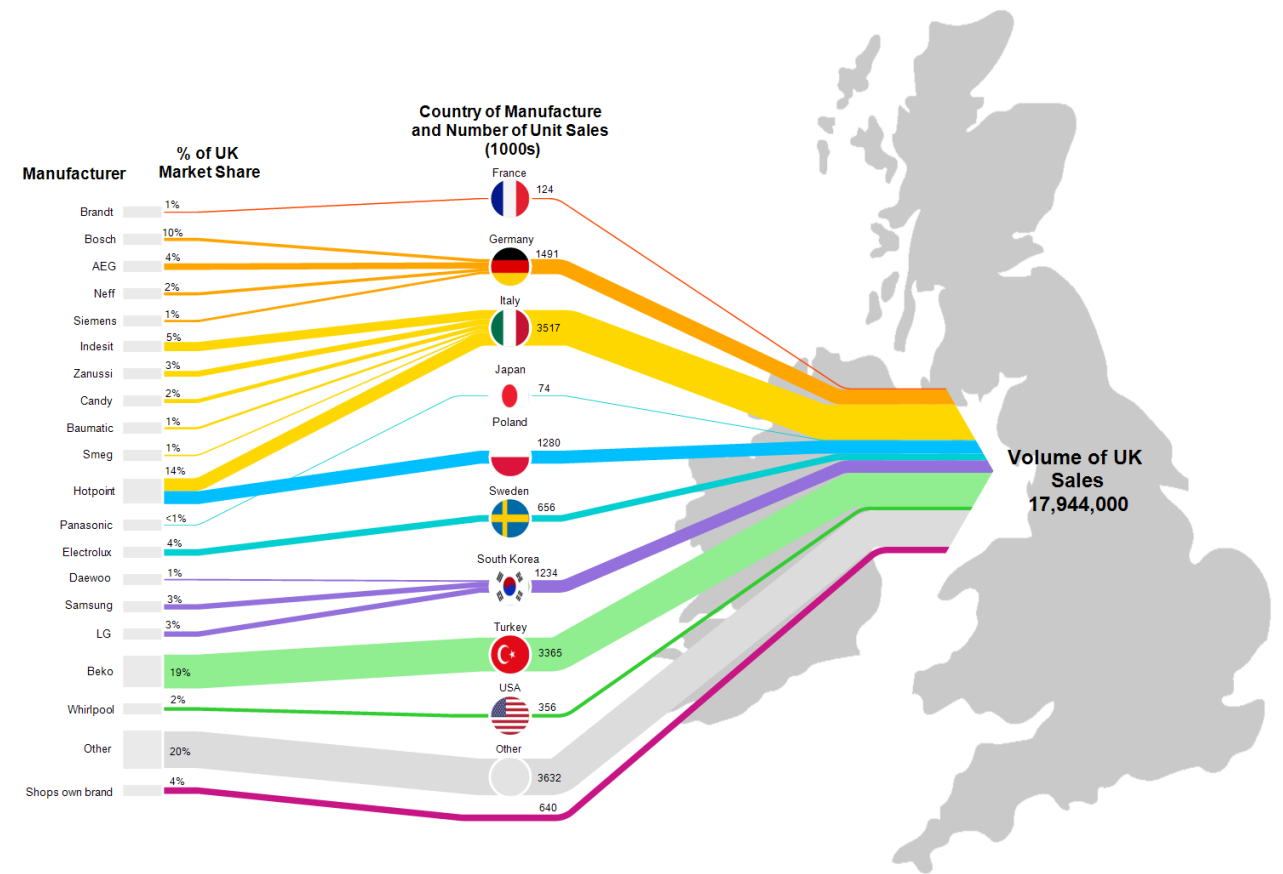 Country of Manufacture
and Number of Unit Sales
(1000s)
% of UK
Market Share
Manufacturer
France
Brandt 1% 124
Bosch 10%
Germany
AEG 4% 1491
Neff 2%
Italy
Siemens 1%
3517
Indesit 5%
Zanussi 3%
Japan
Candy 2% 74
Baumatic 1%
Poland
Smeg 1% 1280
14%
Hotpoint
Sweden
Panasonic <1% 656
Electrolux 4%
South Korea
Daewoo 1% 1234
Samsung 3%
LG 3%
Turkey
3365
Beko 19%
USA
Whirlpool 2% 356
Other 20%
Other
3632
Shops own brand 4%
640
Volume of UK
Sales
17,944,000